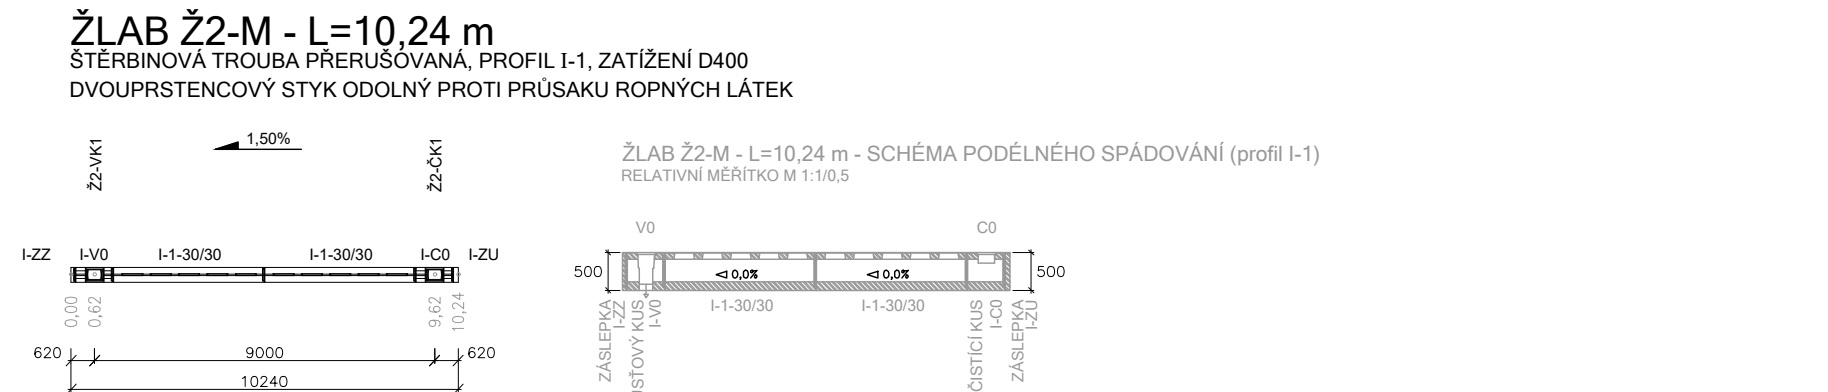 ŽLAB Ž2-M - L=10,24 m
ŠTĚRBINOVÁ TROUBA PŘERUŠOVANÁ, PROFIL I-1, ZATÍŽENÍ D400
DVOUPRSTENCOVÝ STYK ODOLNÝ PROTI PRŮSAKU ROPNÝCH LÁTEK
Ž2-VK1
1,50%
Ž2-ČK1
I-ZZ I-V0 I-1-30/30 I-1-30/30 I-C0 I-ZU
0,00
0,62
9,62
10,24
620 9000 620
10240
ŽLAB Ž2-M - L=10,24 m - SCHÉMA PODÉLNÉHO SPÁDOVÁNÍ (profil I-1)
RELATIVNÍ MĚŘÍTKO M 1:1/0,5
V0 C0
500 0,0% 0,0% 500
I-1-30/30 I-1-30/30
ZÁSLEPKA
I-ZZ
I-V0
ČISTÍCÍ KUS
I-C0
ZÁSLEPKA
I-ZU